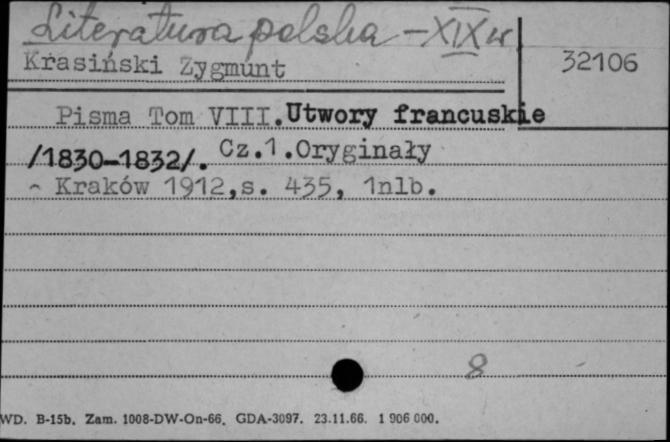 Literatura polska - XIX w
Krasiński Zygmunt
32106
Pisma Tom VIII. Utwory francuskie
/1830-1832/. Cz.1.Oryginały
Kraków 1912,s. 435, 1nlb.
8
WD. B-15b. Zam. 1008-DW-On-66. GDA-3097. 23.11.66. 1 906 000.